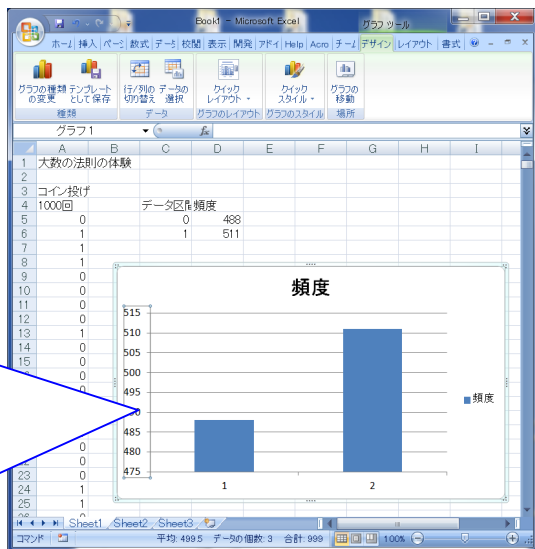 Book1 - Microsoft Excel
グラフ ツール
ホーム 挿入 ページ 数式 データ 校閲 表示 開発 アドイ Help Acro チーム デザイン レイアウト 書式
グラフの種類 テンプレート
の変更 として保存
種類
行/列の データの
切り替え 選択
データ
クイック
レイアウト
グラフのレイアウト
クイック
スタイル
グラフのスタイル
グラフの
移動
場所
グラフ 1
fx
A B C D E F G H I
1 大数の法則の体験
2
3 コイン投げ
4 1000回 データ区 頻度
5 0 0 488
6 1 1 511
7 1
8 1
9 0
10 0
11 0
12 0
13 1
14 0
15 0
0
0
0
22 0
23 0
24 1
25 1
頻度
515
510
505
500
495
485
480
475
1 2
頻度
Sheet1 Sheet2 Sheet3
コマンド 平均: 499.5 データの個数: 3 合計: 999 100%